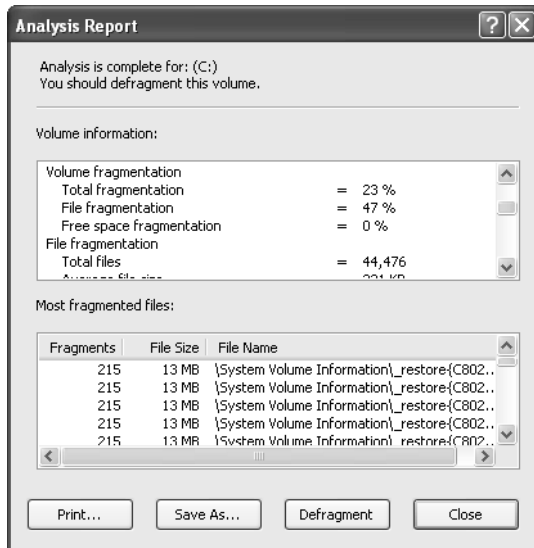 Analysis Report
Analysis is complete for: (C:)
You should defragment this volume.
Volume information:
Volume fragmentation
Total fragmentation = 23 %
File fragmentation = 47 %
Free space fragmentation = 0 %
File fragmentation
Total files = 44,476
Most fragmented files:
Fragments File Size File Name
215 13 MB \System Volume Information\_restore{C802..
215 13 MB \System Volume Information\_restore{C802..
215 13 MB \System Volume Information\_restore{C802..
215 13 MB \System Volume Information\_restore{C802..
215 13 MB \System Volume Information\_restore{C802..
Print... Save As... Defragment Close